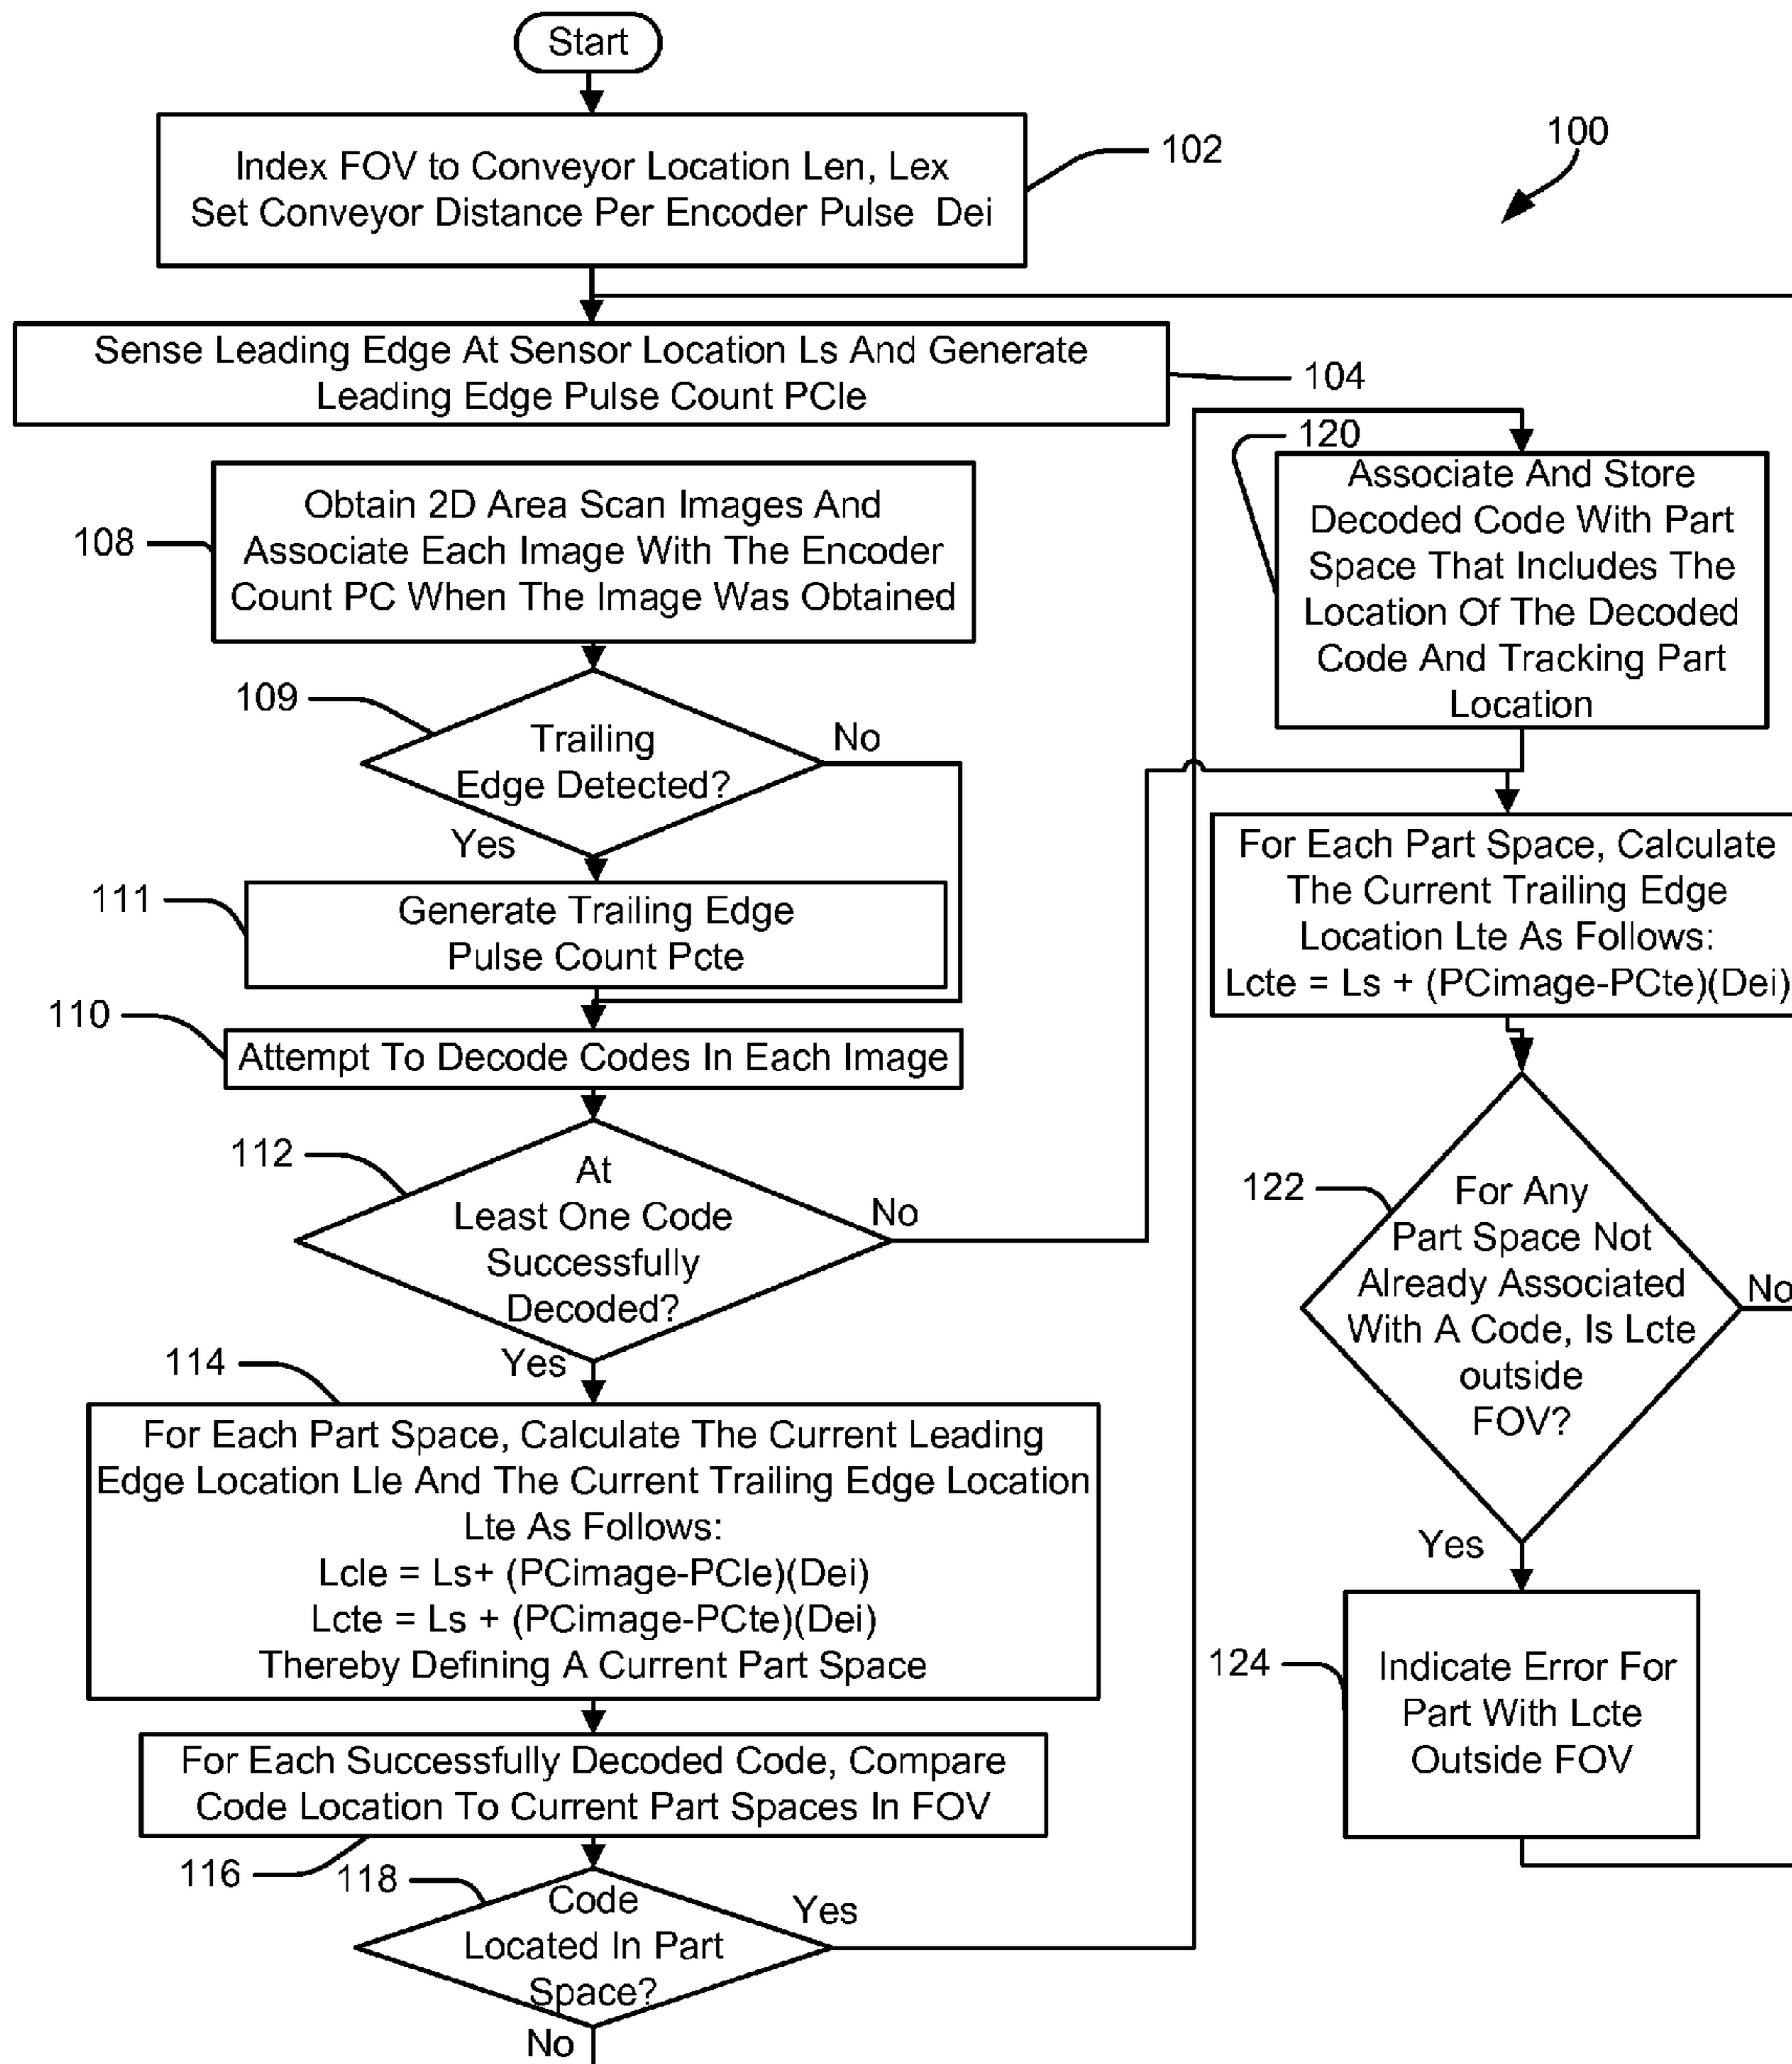 Start
Index FOV to Conveyor Location Len, Lex
Set Conveyor Distance Per Encoder Pulse Dei
102
100
Sense Leading Edge At Sensor Location Ls And Generate
Leading Edge Pulse Count PCle
104
Obtain 2D Area Scan Images And
Associate Each Image With The Encoder
Count PC When The Image Was Obtained
108
109
Trailing
Edge Detected?
No
Yes
111
Generate Trailing Edge
Pulse Count Pcte
110
Attempt To Decode Codes In Each Image
112
At
Least One Code
Successfully
Decoded?
No
Yes
114
For Each Part Space, Calculate The Current Leading
Edge Location Lle And The Current Trailing Edge Location
Lte As Follows:
Lcle = Ls+ (PCimage-PCle)(Dei)
Lcte = Ls + (PCimage-PCte)(Dei)
Thereby Defining A Current Part Space
For Each Successfully Decoded Code, Compare
Code Location To Current Part Spaces In FOV
116
118
Code
Located In Part
Space?
Yes
No
120
Associate And Store
Decoded Code With Part
Space That Includes The
Location Of The Decoded
Code And Tracking Part
Location
For Each Part Space, Calculate
The Current Trailing Edge
Location Lte As Follows:
Lcte = Ls + (PCimage-PCte)(Dei)
122
For Any
Part Space Not
Already Associated
With A Code, Is Lcte
outside
FOV?
No
Yes
124
Indicate Error For
Part With Lcte
Outside FOV